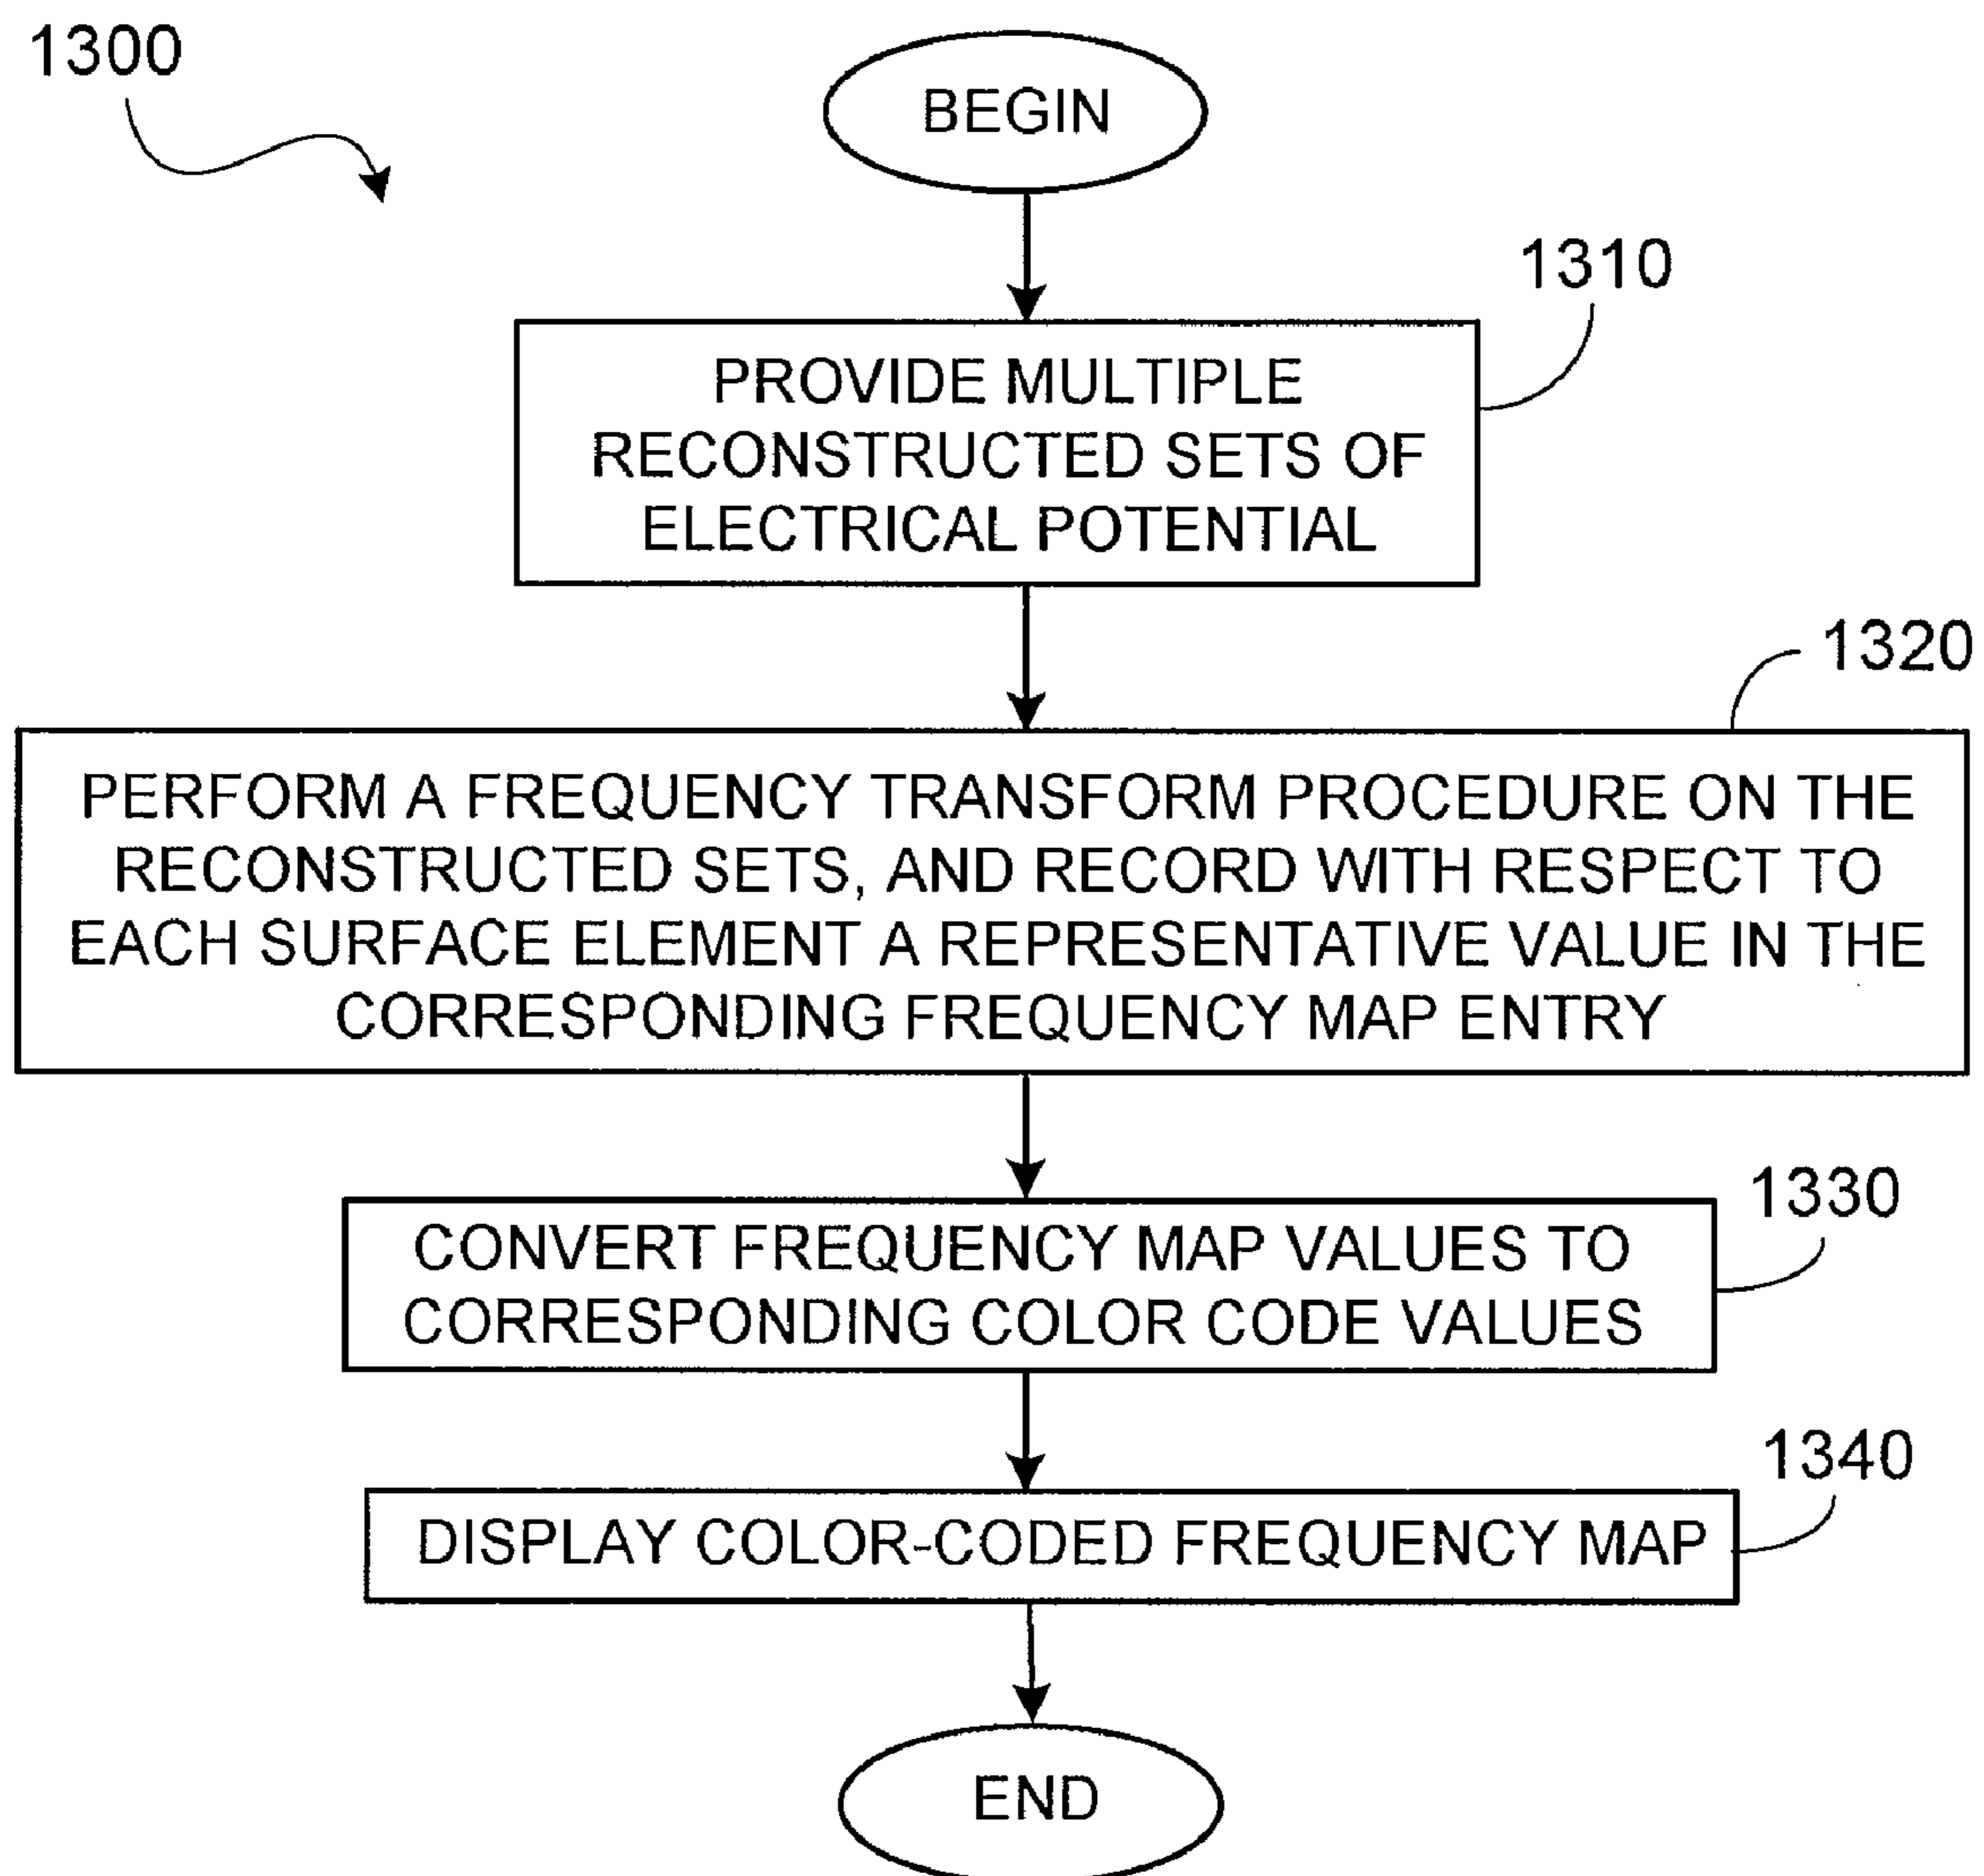 1300
BEGIN
1310
PROVIDE MULTIPLE
RECONSTRUCTED SETS OF
ELECTRICAL POTENTIAL
1320
PERFORM A FREQUENCY TRANSFORM PROCEDURE ON THE
RECONSTRUCTED SETS, AND RECORD WITH RESPECT TO
EACH SURFACE ELEMENT A REPRESENTATIVE VALUE IN THE
CORRESPONDING FREQUENCY MAP ENTRY
1330
CONVERT FREQUENCY MAP VALUES TO
CORRESPONDING COLOR CODE VALUES
1340
DISPLAY COLOR-CODED FREQUENCY MAP
END